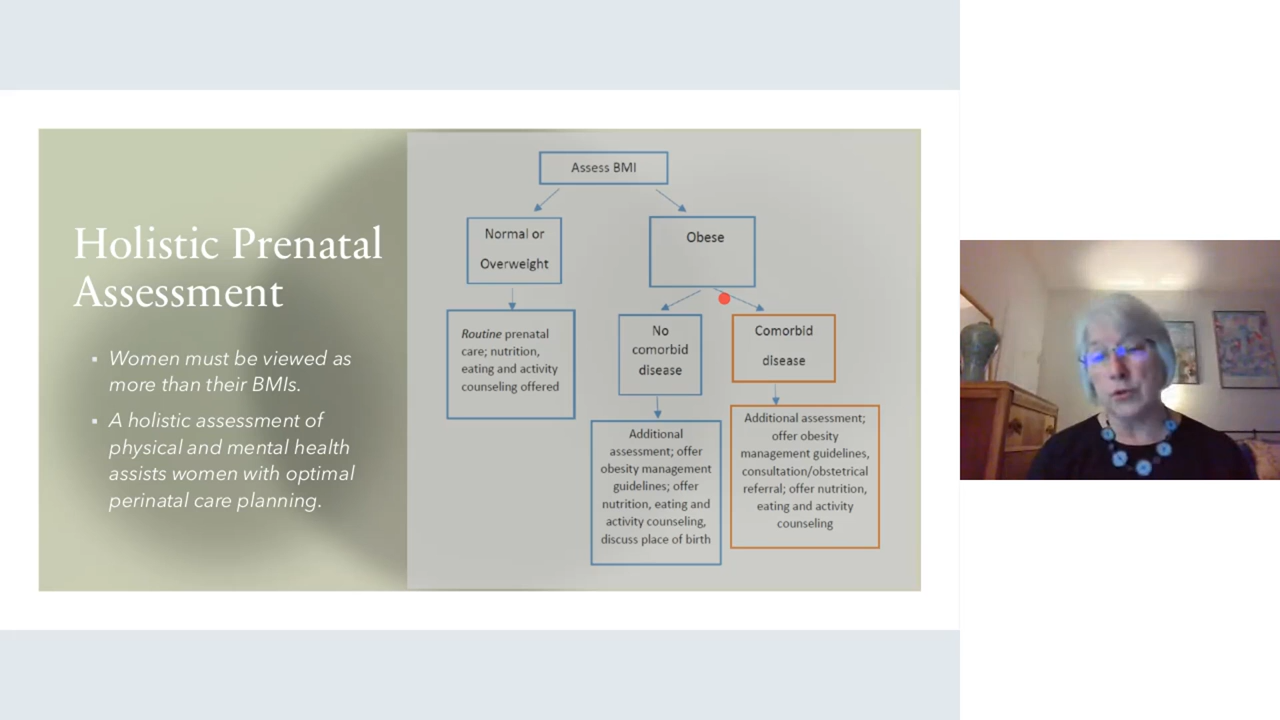 Holistic Prenatal
Assessment
▪ Women must be viewed as
more than their BMIs.
▪ A holistic assessment of
physical and mental health
assists women with optimal
perinatal care planning.
Assess BMI
Normal or
Overweight
Obese
Routine prenatal
care; nutrition,
eating and activity
counseling offered
No
comorbid
disease
Comorbid
disease
Additional
assessment; offer
obesity management
guidelines; offer
nutrition, eating and
activity counseling,
discuss place of birth
Additional assessment;
offer obesity
management guidelines,
consultation/obstetrical
referral; offer nutrition,
eating and activity
counseling